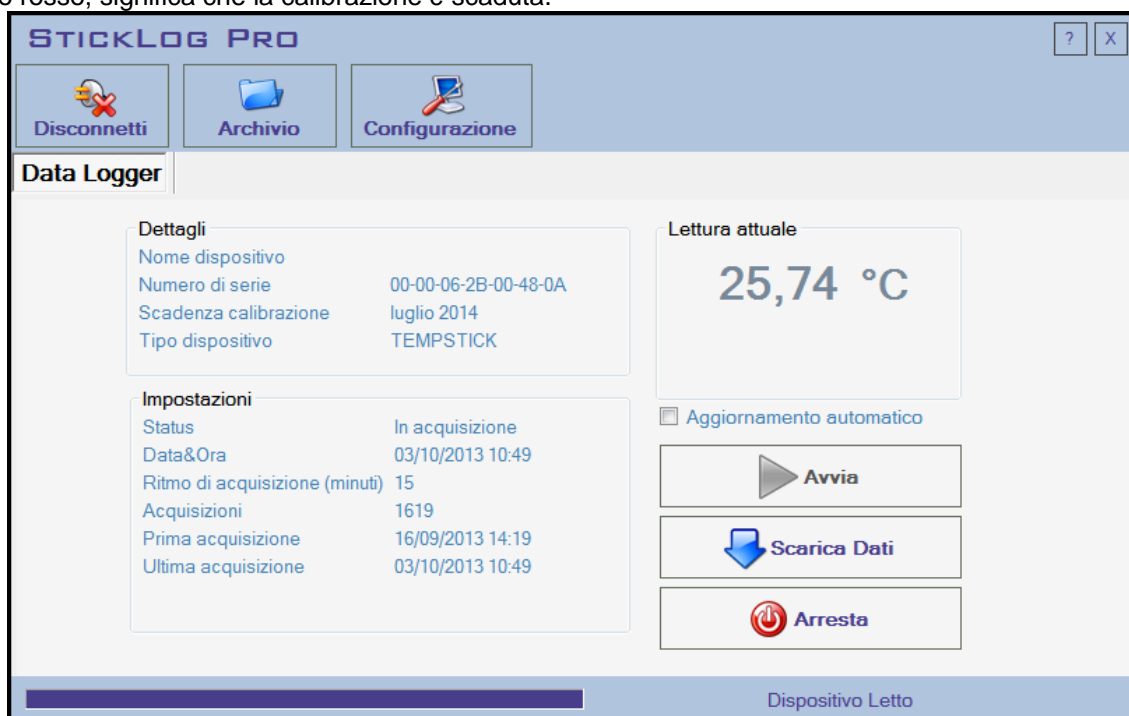 rosso, significa che la calibrazione è scaduta.
STICKLOG PRO
? X
Disconnetti Archivio Configurazione
Data Logger
Dettagli
Nome dispositivo
Numero di serie 00-00-06-2B-00-48-0A
Scadenza calibrazione luglio 2014
Tipo dispositivo TEMPSTICK
Impostazioni
Status In acquisizione
Data&Ora 03/10/2013 10:49
Ritmo di acquisizione (minuti) 15
Acquisizioni 1619
Prima acquisizione 16/09/2013 14:19
Ultima acquisizione 03/10/2013 10:49
Lettura attuale
25,74 °C
Aggiornamento automatico
Avvia
Scarica Dati
Arresta
Dispositivo Letto